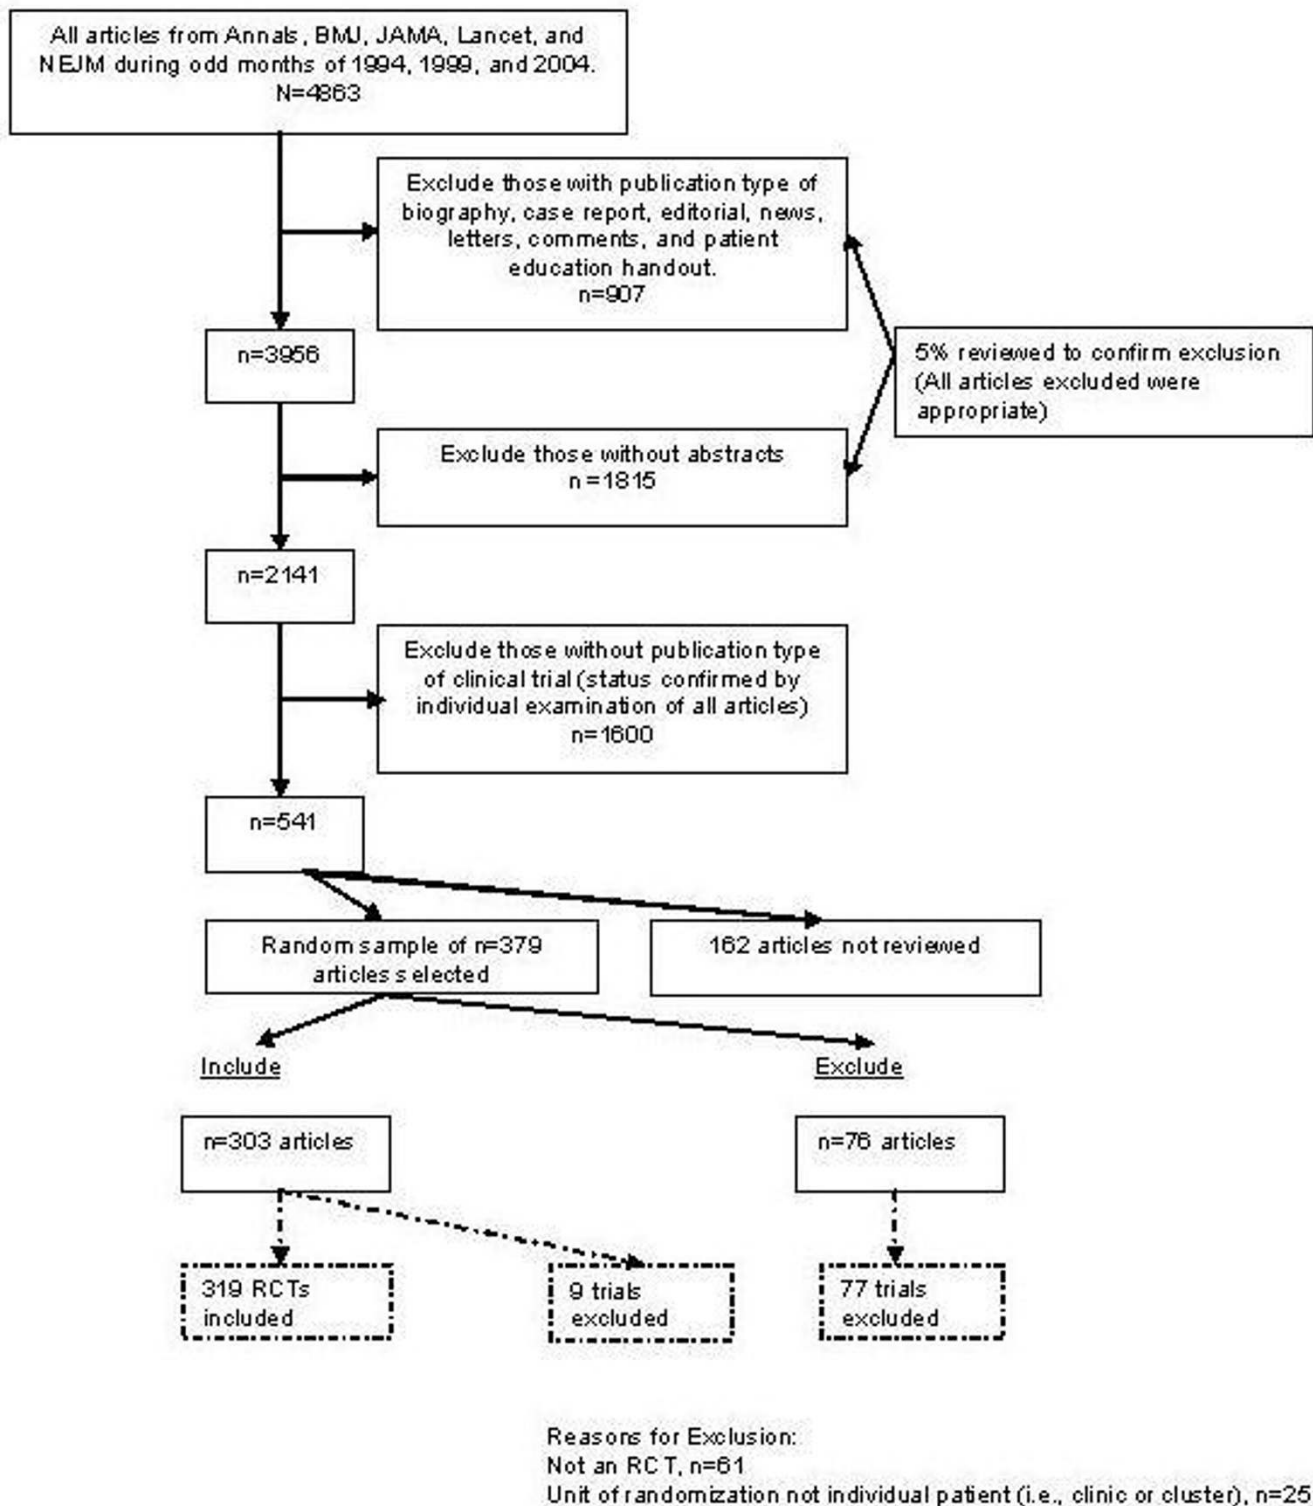 All articles from Annals, BMJ, JAMA, Lancet, and
NEJM during odd months of 1994, 1999, and 2004.
N=4863
Exclude those with publication type of
biography, case report, editorial, news,
letters, comments, and patient
education handout.
n=907
n=3956
5% reviewed to confirm exclusion
(All articles excluded were
appropriate)
Exclude those without abstracts
n=1815
n=2141
Exclude those without publication type
of clinical trial (status confirmed by
individual examination of all articles)
n=1600
n=541
Random sample of n=379
articles selected
162 articles not reviewed
Include
Exclude
n=303 articles
n=76 articles
319 RCTs
included
9 trials
excluded
77 trials
excluded
Reasons for Exclusion:
Not an RCT, n=61
Unit of randomization not individual patient (i.e., clinic or cluster), n=25